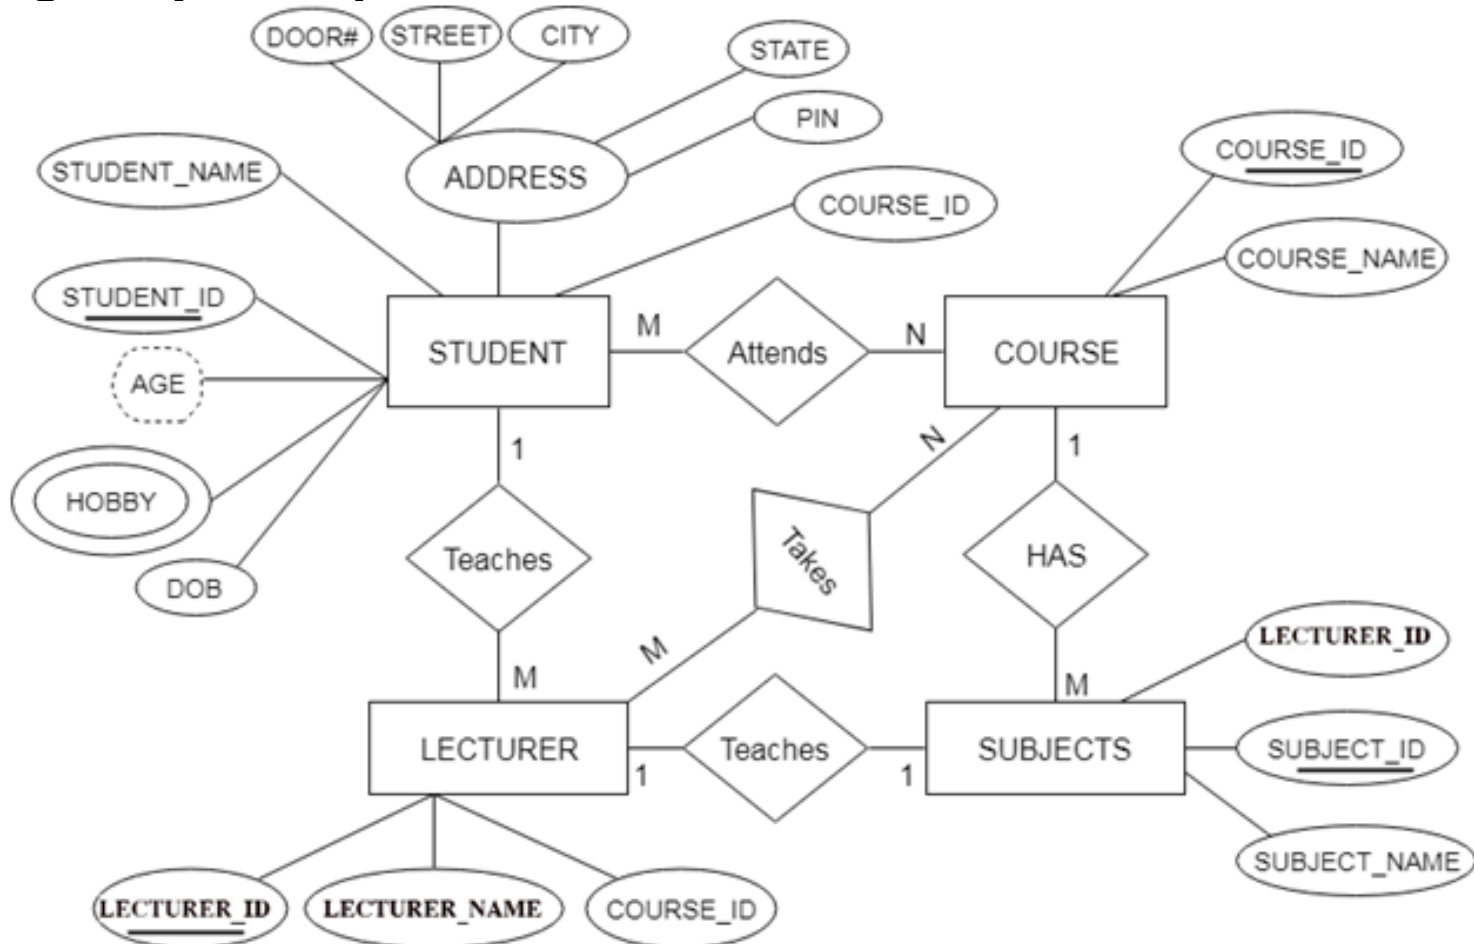 DOOR#
STREET
CITY
STATE
PIN
ADDRESS
STUDENT_NAME
COURSE_ID
COURSE_ID
COURSE_NAME
STUDENT_ID
AGE
HOBBY
DOB
STUDENT
M
Attends
N
COURSE
1
N
1
Teaches
Takes
HAS
M
M
M
LECTURER_ID
LECTURER
1
Teaches
1
SUBJECTS
SUBJECT_ID
SUBJECT_NAME
LECTURER_ID
LECTURER_NAME
COURSE_ID